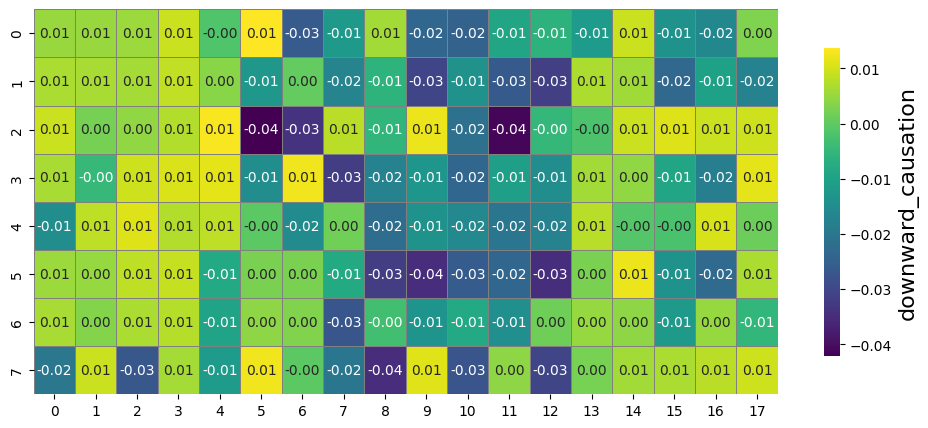 0 0.01 0.01 0.01 0.01 -0.00 0.01 -0.03 -0.01 0.01 -0.02 -0.02 -0.01 -0.01 -0.01 0.01 -0.01 -0.02 0.00
1 0.01 0.01 0.01 0.01 0.00 -0.01 0.00 -0.02 -0.01 -0.03 -0.01 -0.03 -0.03 0.01 0.01 -0.02 -0.01 -0.02
2 0.01 0.00 0.00 0.01 0.01 -0.04 -0.03 0.01 -0.01 0.01 -0.02 -0.04 -0.00 -0.00 0.01 0.01 0.01 0.01
3 0.01 -0.00 0.01 0.01 0.01 -0.01 0.01 -0.03 -0.02 -0.01 -0.02 -0.01 -0.01 0.01 0.00 -0.01 -0.02 0.01
4 -0.01 0.01 0.01 0.01 0.01 -0.00 -0.02 0.00 -0.02 -0.01 -0.02 -0.02 -0.02 0.01 -0.00 -0.00 0.01 0.00
5 0.01 0.00 0.01 0.01 -0.01 0.00 0.00 -0.01 -0.03 -0.04 -0.03 -0.02 -0.03 0.00 0.01 -0.01 -0.02 0.01
6 0.01 0.00 0.01 0.01 -0.01 0.00 0.00 -0.03 -0.00 -0.01 -0.01 -0.01 0.00 0.00 0.00 -0.01 0.00 -0.01
7 -0.02 0.01 -0.03 0.01 -0.01 0.01 -0.00 -0.02 -0.04 0.01 -0.03 0.00 -0.03 0.00 0.01 0.01 0.01 0.01
0 1 2 3 4 5 6 7 8 9 10 11 12 13 14 15 16 17
0.01
0.00
−0.01
−0.02
−0.03
−0.04
downward_causation